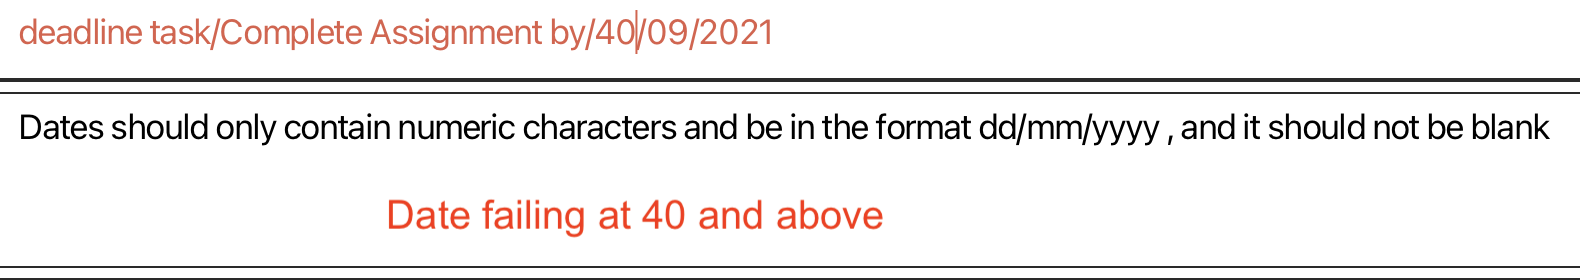 deadline task/Complete Assignment by/40/09/2021
Dates should only contain numeric characters and be in the format dd/mm/yyyy , and it should not be blank
Date failing at 40 and above